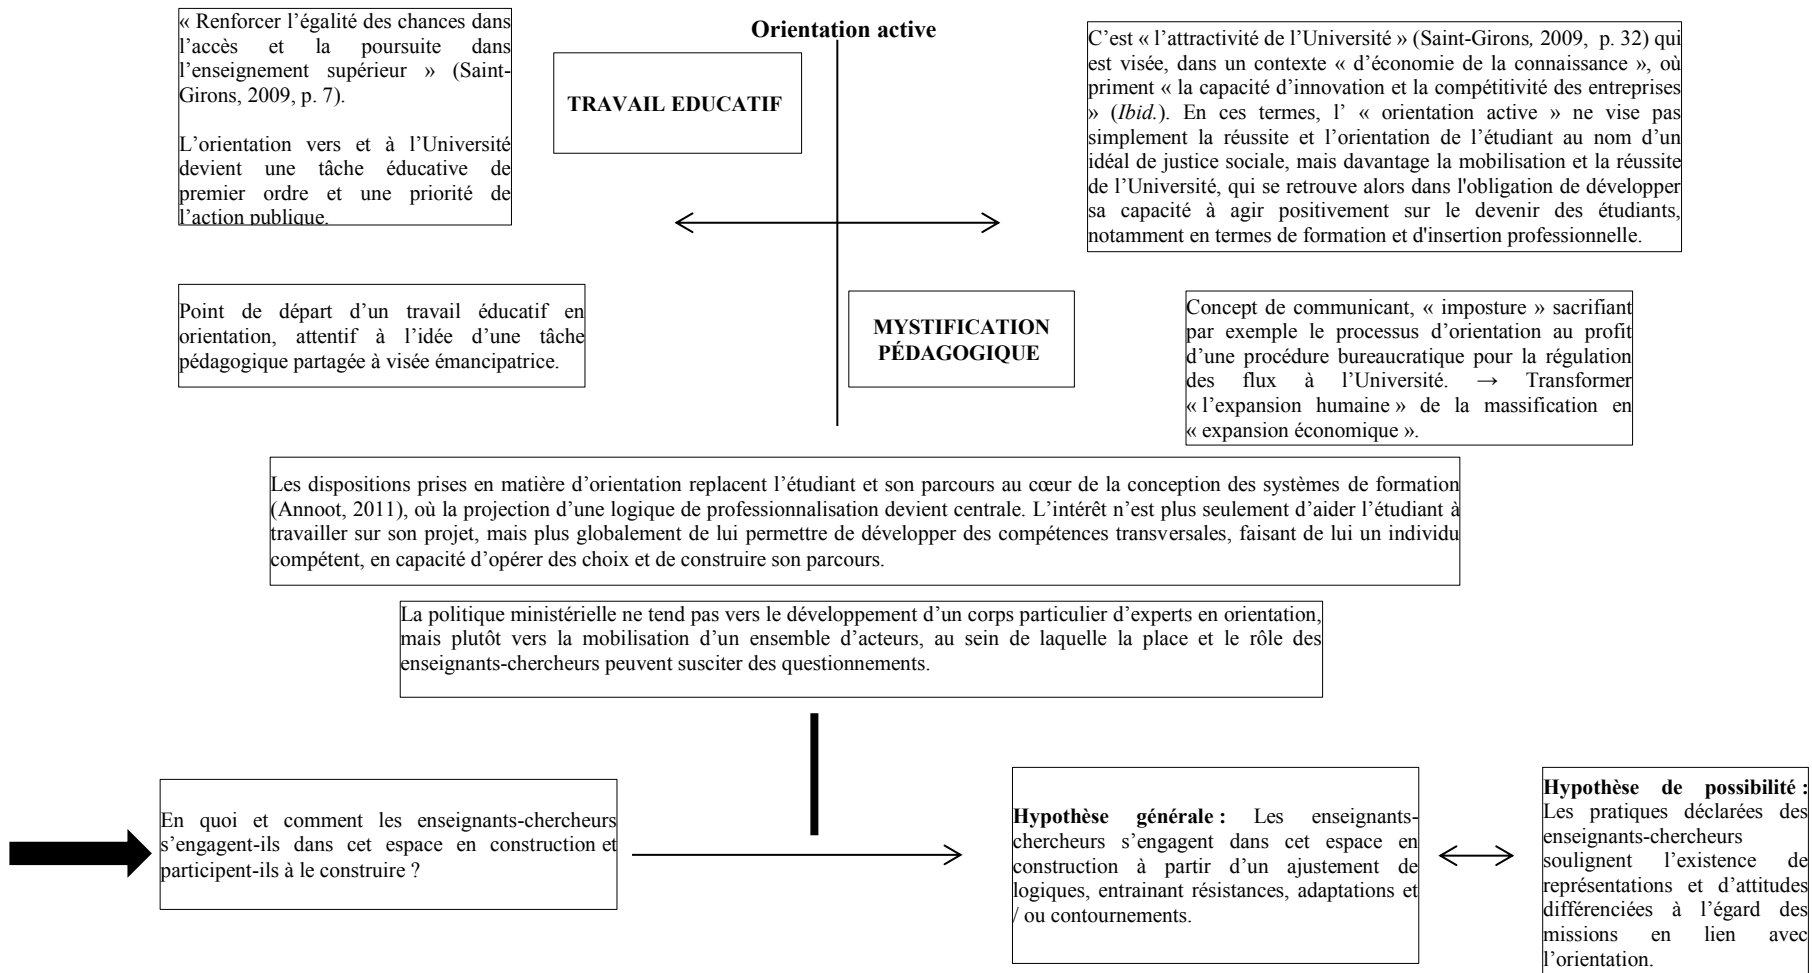 Orientation active
« Renforcer l’égalité des chances dans
l’accès et la poursuite dans
l’enseignement supérieur » (Saint-
Girons, 2009, p. 7).
L’orientation vers et à l’Université
devient une tâche éducative de
premier ordre et une priorité de
l’action publique.
TRAVAIL EDUCATIF
C’est « l’attractivité de l’Université » (Saint-Girons, 2009, p. 32) qui
est visée, dans un contexte « d’économie de la connaissance », où
priment « la capacité d’innovation et la compétitivité des entreprises
» (Ibid.). En ces termes, l’ « orientation active » ne vise pas
simplement la réussite et l’orientation de l’étudiant au nom d’un
idéal de justice sociale, mais davantage la mobilisation et la réussite
de l’Université, qui se retrouve alors dans l'obligation de développer
sa capacité à agir positivement sur le devenir des étudiants,
notamment en termes de formation et d'insertion professionnelle.
Point de départ d’un travail éducatif en
orientation, attentif à l’idée d’une tâche
pédagogique partagée à visée émancipatrice.
MYSTIFICATION
PÉDAGOGIQUE
Concept de communicant, « imposture » sacrifiant
par exemple le processus d’orientation au profit
d’une procédure bureaucratique pour la régulation
des flux à l’Université. → Transformer
« l’expansion humaine » de la massification en
« expansion économique ».
Les dispositions prises en matière d’orientation replacent l’étudiant et son parcours au cœur de la conception des systèmes de formation
(Annoot, 2011), où la projection d’une logique de professionnalisation devient centrale. L’intérêt n’est plus seulement d’aider l’étudiant à
travailler sur son projet, mais plus globalement de lui permettre de développer des compétences transversales, faisant de lui un individu
compétent, en capacité d’opérer des choix et de construire son parcours.
La politique ministérielle ne tend pas vers le développement d’un corps particulier d’experts en orientation,
mais plutôt vers la mobilisation d’un ensemble d’acteurs, au sein de laquelle la place et le rôle des
enseignants-chercheurs peuvent susciter des questionnements.
En quoi et comment les enseignants-chercheurs
s’engagent-ils dans cet espace en construction et
participent-ils à le construire ?
Hypothèse générale : Les enseignants-
chercheurs s’engagent dans cet espace en
construction à partir d’un ajustement de
logiques, entrainant résistances, adaptations et
/ ou contournements.
Hypothèse de possibilité :
Les pratiques déclarées des
enseignants-chercheurs
soulignent l’existence de
représentations et d’attitudes
différenciées à l’égard des
missions en lien avec
l’orientation.